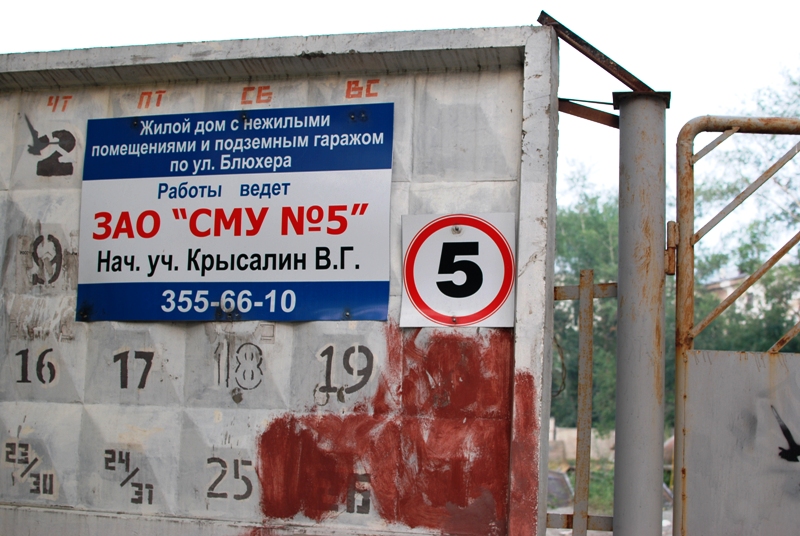 ЧТ ПТ СБ ВС
Жилой дом с нежилыми
помещениями и подземным гаражом
по ул. Блюхера
Работы ведет
ЗАО "СМУ №5"
Нач. уч. Крысалин В.Г.
355-66-10
5
2
9
16 17 18 19
23/30 24/31 25